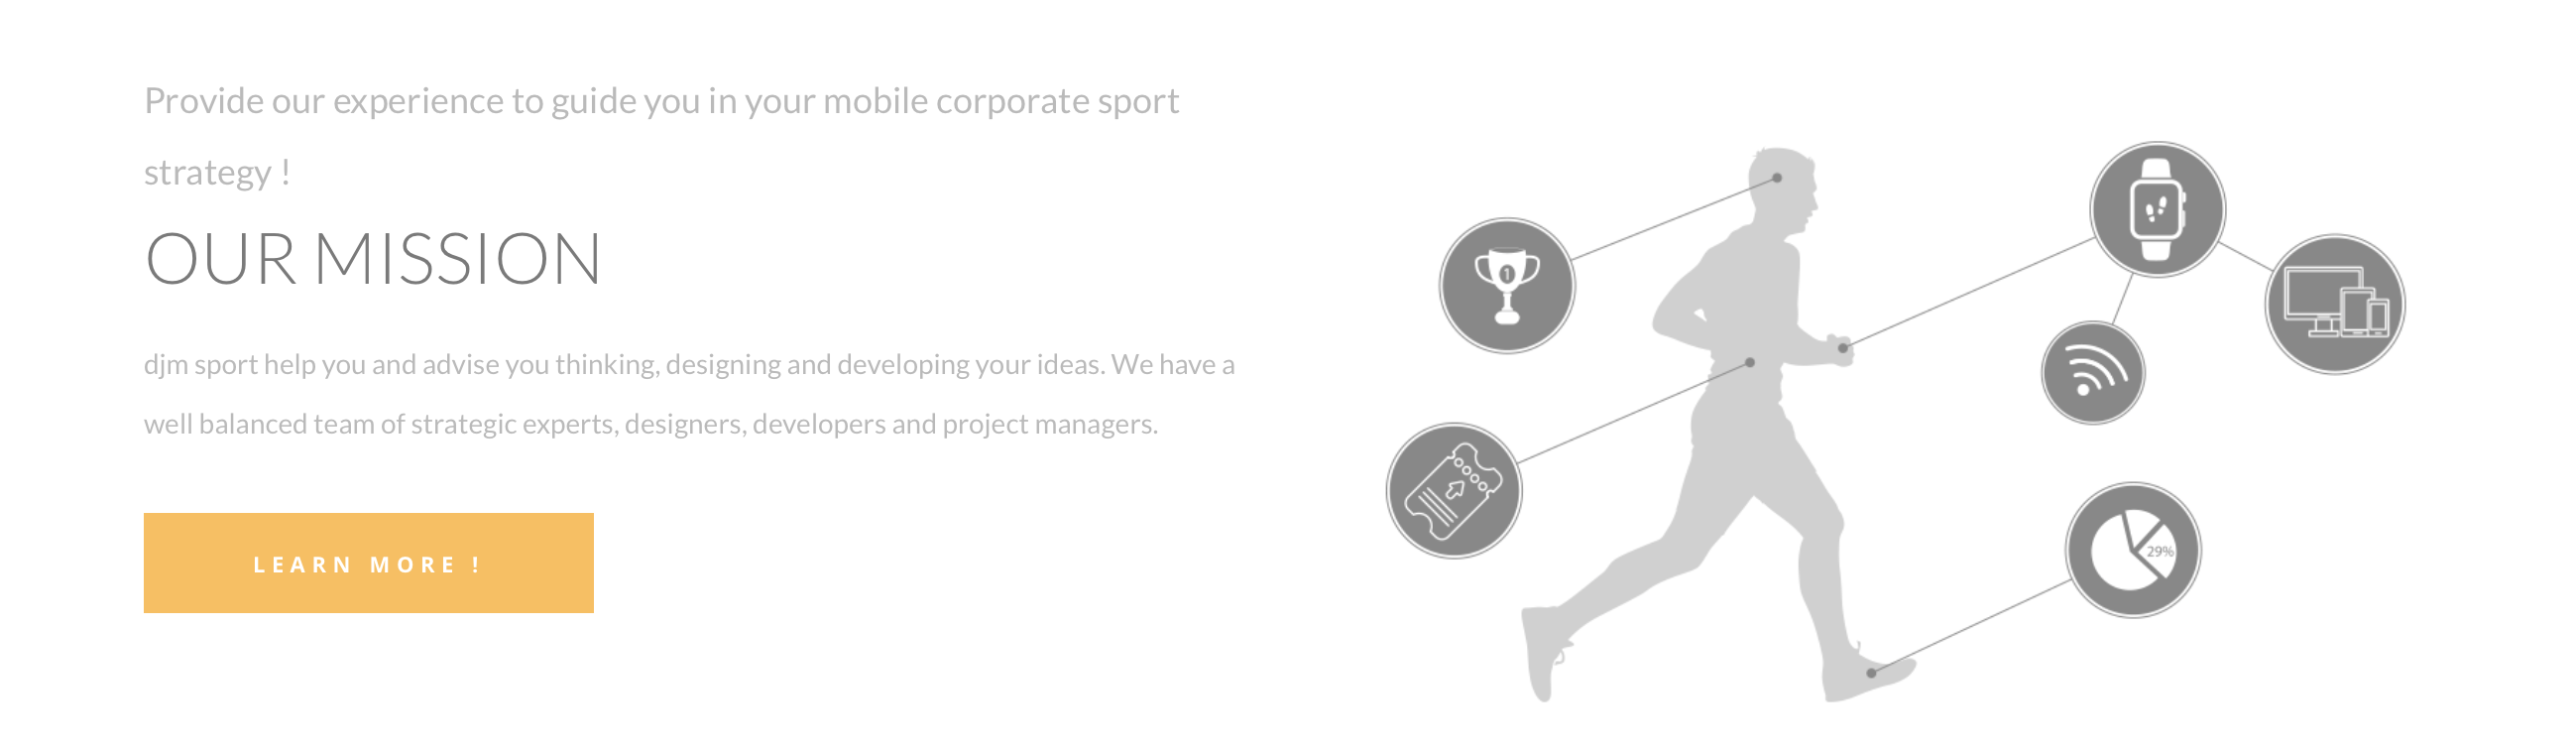 Provide our experience to guide you in your mobile corporate sport
strategy !
OUR MISSION
djm sport help you and advise you thinking, designing and developing your ideas. We have a
well balanced team of strategic experts, designers, developers and project managers.
LEARN MORE !
1
29%